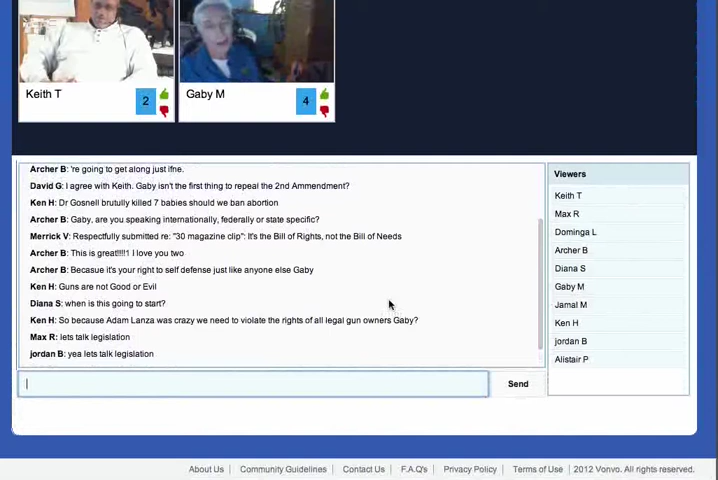 Keith T
2
Gaby M
4
Archer B: 're going to get along just ifne.
David G: I agree with Keith. Gaby isn't the first thing to repeal the 2nd Ammendment?
Ken H: Dr Gosnell brutully killed 7 babies should we ban abortion
Archer B: Gaby, are you speaking internationally, federally or state specific?
Merrick V: Respectfully submitted re: "30 magazine clip": It's the Bill of Rights, not the Bill of Needs
Archer B: This is great!!!!1 I love you two
Archer B: Becasue it's your right to self defense just like anyone else Gaby
Ken H: Guns are not Good or Evil
Diana S: when is this going to start?
Ken H: So because Adam Lanza was crazy we need to violate the rights of all legal gun owners Gaby?
Max R: lets talk legislation
jordan B: yea lets talk legislation
Send
Viewers
Keith T
Max R
Dominga L
Archer B
Diana S
Gaby M
Jamal M
Ken H
jordan B
Alistair P
About Us | Community Guidelines | Contact Us | F.A.Q's | Privacy Policy | Terms of Use | 2012 Vonvo. All rights reserved.